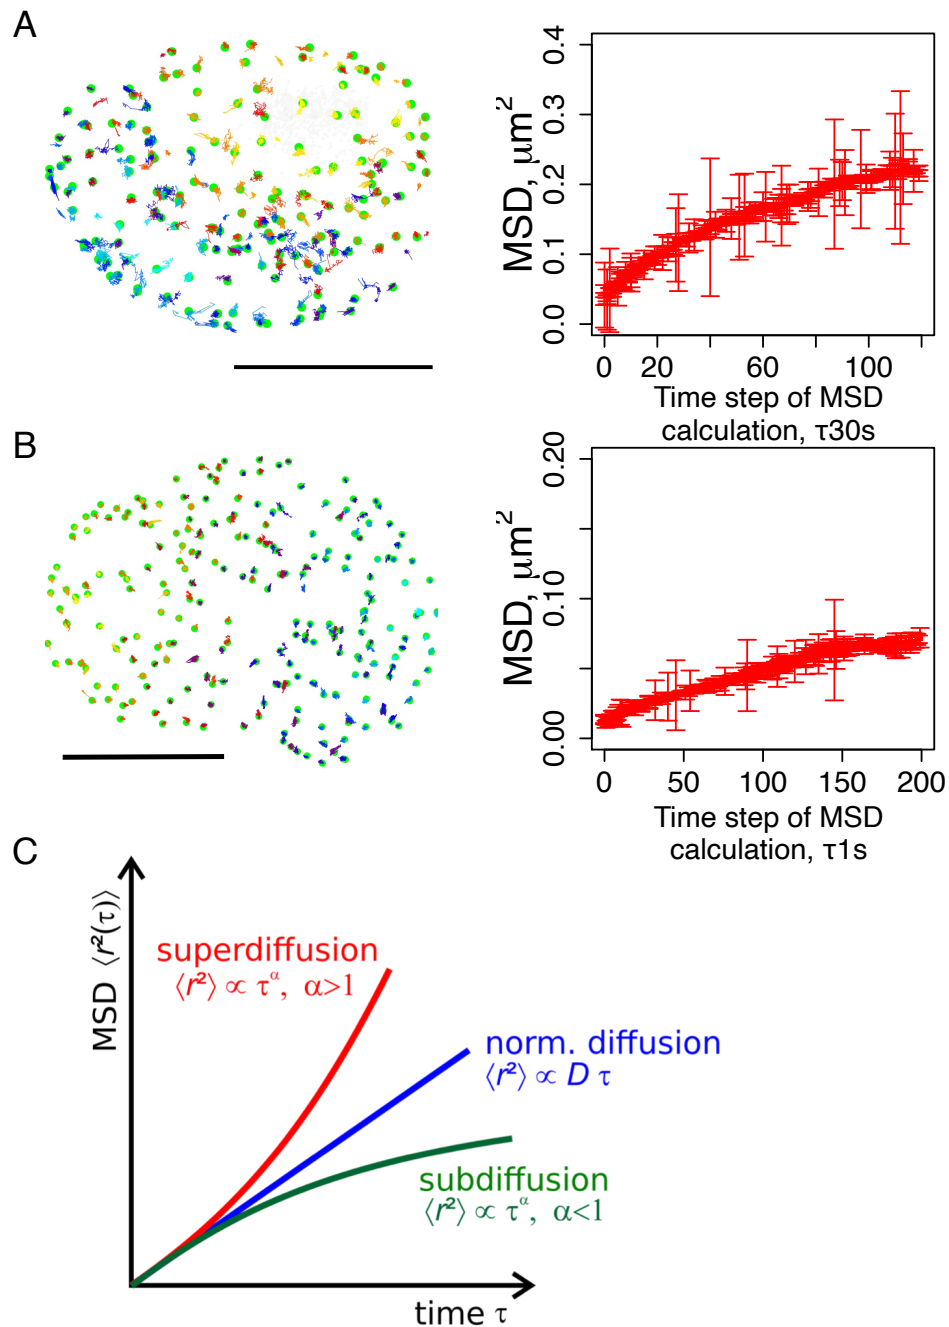 A
MSD, μm²
0.0
0.1
0.2
0.3
0.4
0
20
60
100
Time step of MSD
calculation, τ30s
B
MSD, μm²
0.00
0.10
0.20
0
50
100
150
200
Time step of MSD
calculation, τ1s
C
MSD ⟨r²(τ)⟩
superdiffusion
⟨r²⟩ ∝ τ^α, α>1
norm. diffusion
⟨r²⟩ ∝ D τ
subdiffusion
⟨r²⟩ ∝ τ^α, α<1
time τ